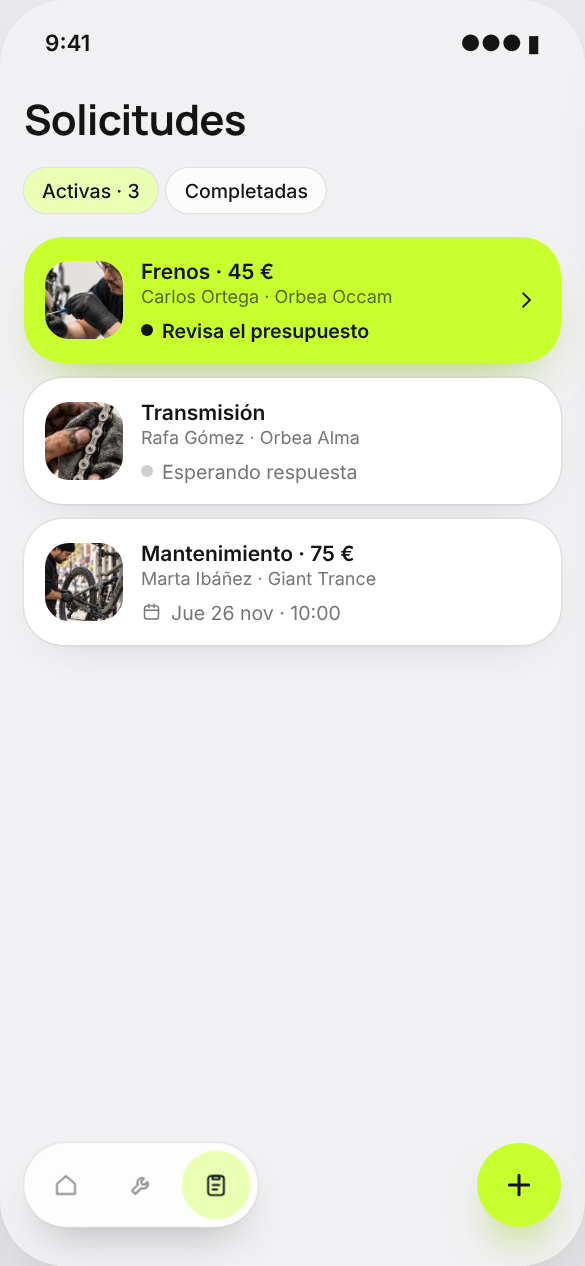 9:41
Solicitudes
Activas · 3
Completadas
Frenos · 45 €
Carlos Ortega · Orbea Occam
Revisa el presupuesto
Transmisión
Rafa Gómez · Orbea Alma
Esperando respuesta
Mantenimiento · 75 €
Marta Ibáñez · Giant Trance
Jue 26 nov · 10:00